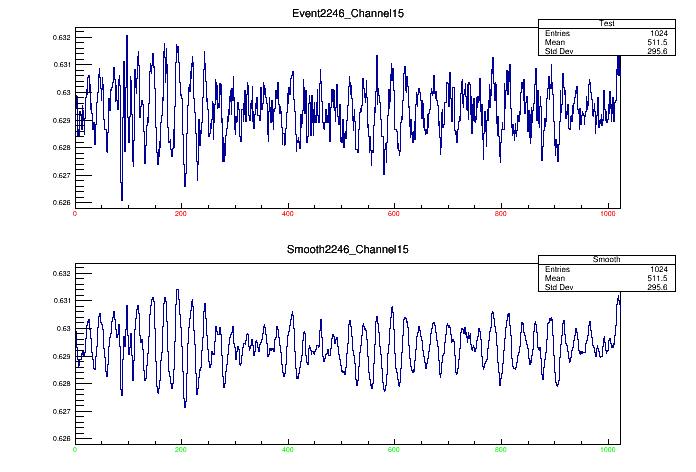 Event2246_Channel15
Test
Entries 1024
Mean 511.5
Std Dev 295.6
0.632
0.631
0.63
0.629
0.628
0.627
0.626
0 200 400 600 800 1000
Smooth2246_Channel15
Smooth
Entries 1024
Mean 511.5
Std Dev 295.6
0.632
0.631
0.63
0.629
0.628
0.627
0.626
0 200 400 600 800 1000